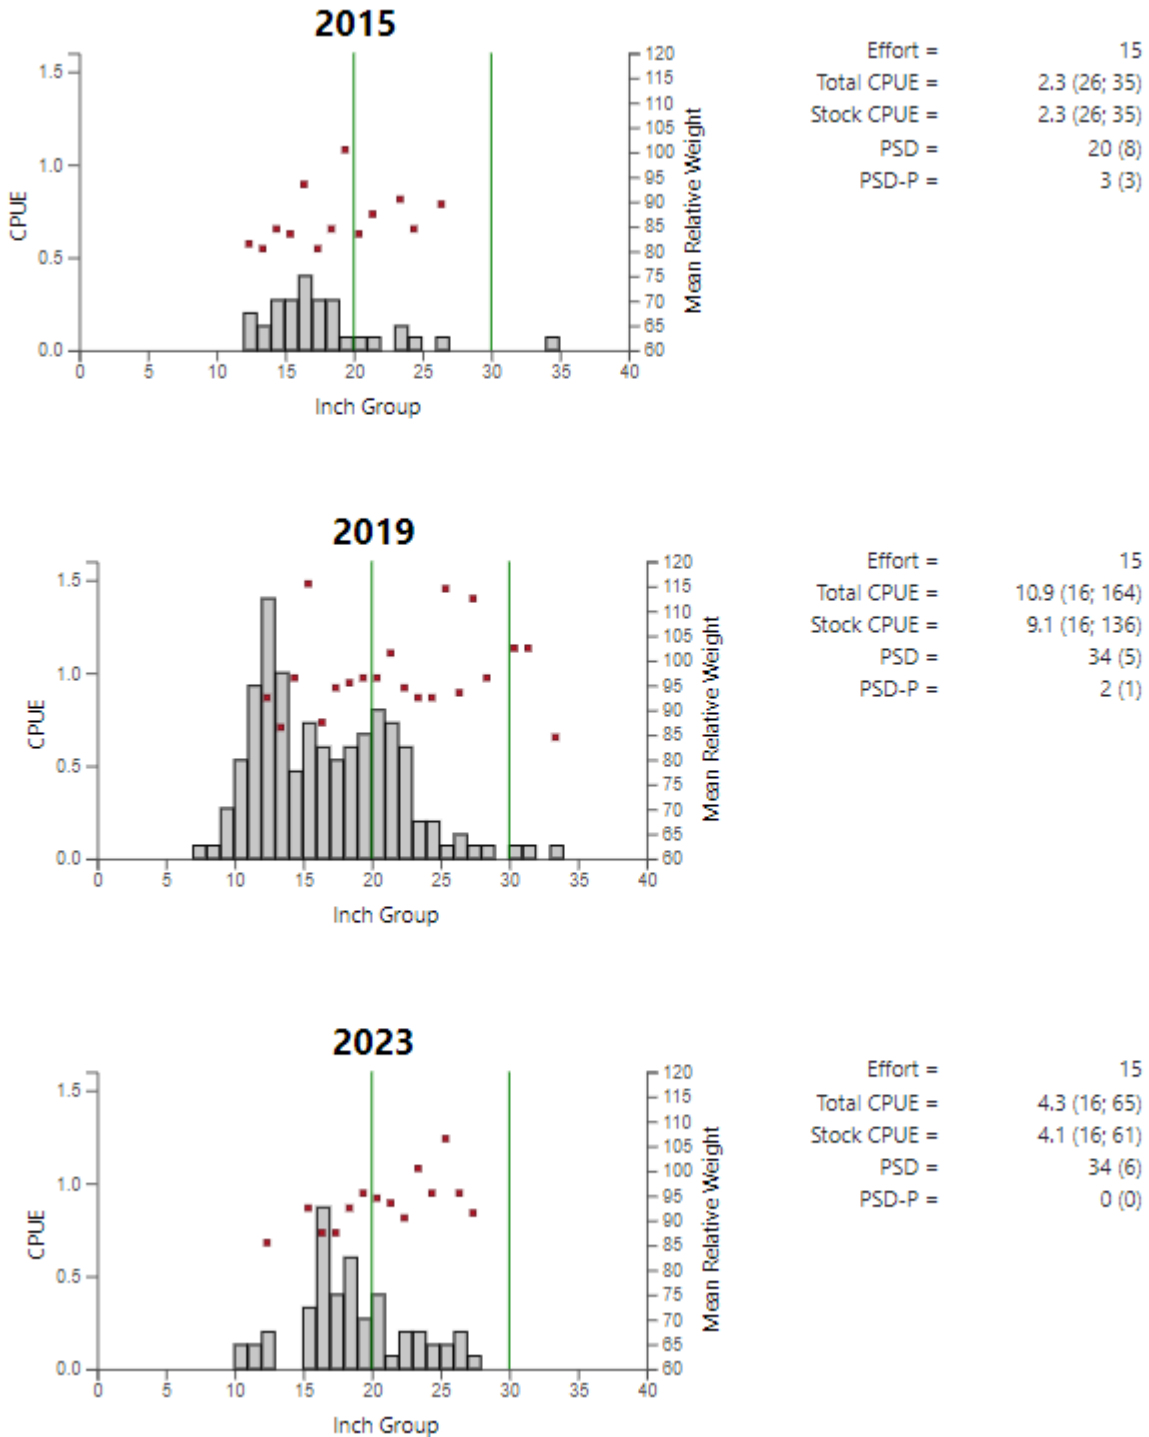 2015
Effort = 15
Total CPUE = 2.3 (26; 35)
Stock CPUE = 2.3 (26; 35)
PSD = 20 (8)
PSD-P = 3 (3)
CPUE
1.5
1.0
0.5
0.0
120
115
110
105
100
95
90
85
80
75
70
65
60
Mean Relative Weight
0 5 10 15 20 25 30 35 40
Inch Group
2019
Effort = 15
Total CPUE = 10.9 (16; 164)
Stock CPUE = 9.1 (16; 136)
PSD = 34 (5)
PSD-P = 2 (1)
CPUE
1.5
1.0
0.5
0.0
120
115
110
105
100
95
90
85
80
75
70
65
60
Mean Relative Weight
0 5 10 15 20 25 30 35 40
Inch Group
2023
Effort = 15
Total CPUE = 4.3 (16; 65)
Stock CPUE = 4.1 (16; 61)
PSD = 34 (6)
PSD-P = 0 (0)
CPUE
1.5
1.0
0.5
0.0
120
115
110
105
100
95
90
85
80
75
70
65
60
Mean Relative Weight
0 5 10 15 20 25 30 35 40
Inch Group